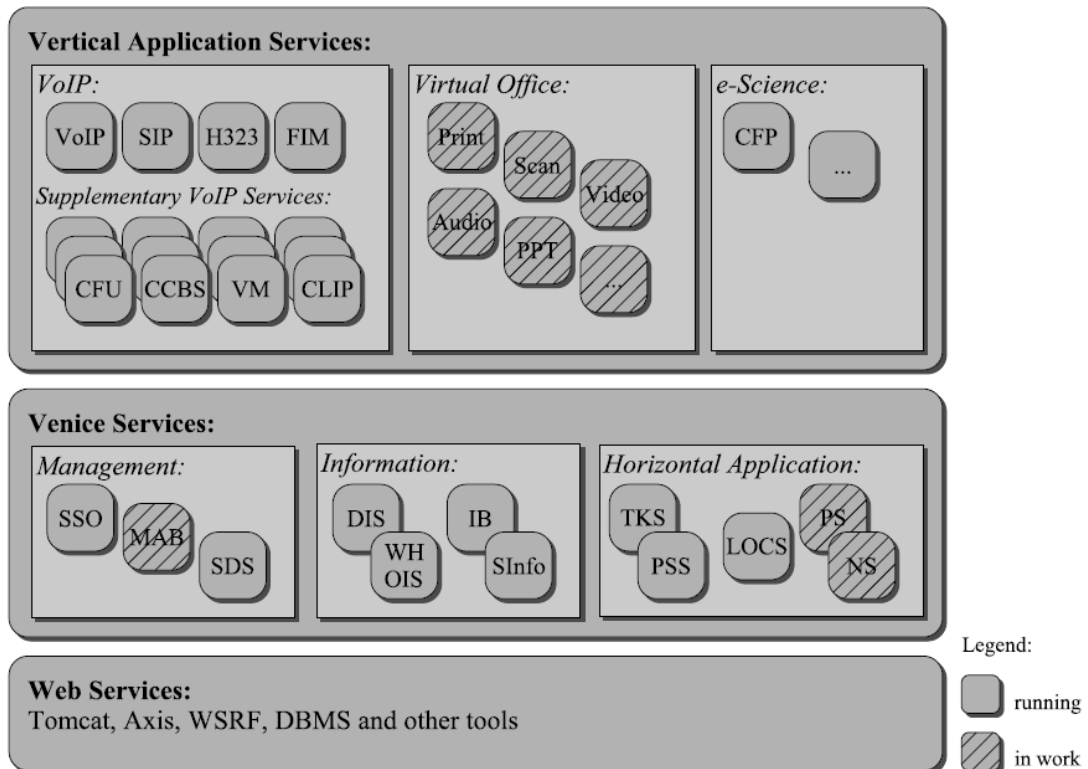 Vertical Application Services:
VoIP:
VoIP SIP H323 FIM
Supplementary VoIP Services:
CFU CCBS VM CLIP
Virtual Office:
Print
Scan
Video
Audio
PPT
...
e-Science:
CFP
...
Venice Services:
Management:
SSO
MAB
SDS
Information:
DIS
WH
OIS
IB
SInfo
Horizontal Application:
TKS
PSS
LOCS
PS
NS
Web Services:
Tomcat, Axis, WSRF, DBMS and other tools
Legend:
running
in work